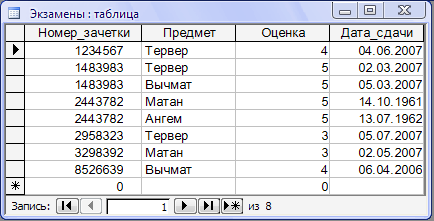 Экзамены : таблица
Номер_зачетки Предмет Оценка Дата_сдачи
1234567 Тервер 4 04.06.2007
1483983 Тервер 5 02.03.2007
1483983 Вычмат 5 05.03.2007
2443782 Матан 5 14.10.1961
2443782 Ангем 5 13.07.1962
2958323 Тервер 3 05.07.2007
3298392 Матан 3 02.05.2007
8526639 Вычмат 4 06.04.2006
0 0
Запись: 1 из 8